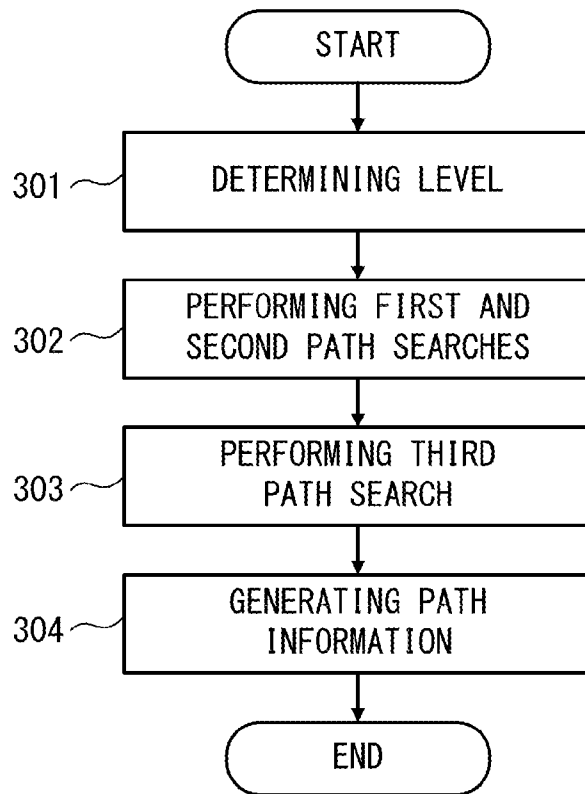 START
301
DETERMINING LEVEL
302
PERFORMING FIRST AND
SECOND PATH SEARCHES
303
PERFORMING THIRD
PATH SEARCH
304
GENERATING PATH
INFORMATION
END